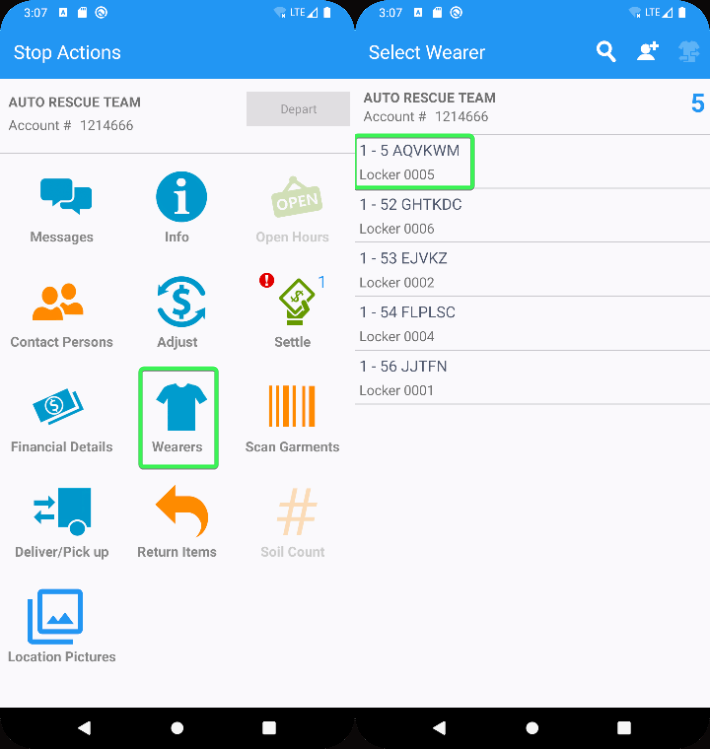 3:07
LTE
Stop Actions
AUTO RESCUE TEAM
Account # 1214666
Depart
Messages
Info
OPEN
Open Hours
Contact Persons
Adjust
1
Settle
Financial Details
Wearers
Scan Garments
Deliver/Pick up
Return Items
#
Soil Count
Location Pictures
3:07
LTE
Select Wearer
AUTO RESCUE TEAM
Account # 1214666
5
1 - 5 AQVKWM
Locker 0005
1 - 52 GHTKDC
Locker 0006
1 - 53 EJVKZ
Locker 0002
1 - 54 FLPLSC
Locker 0004
1 - 56 JJTFN
Locker 0001